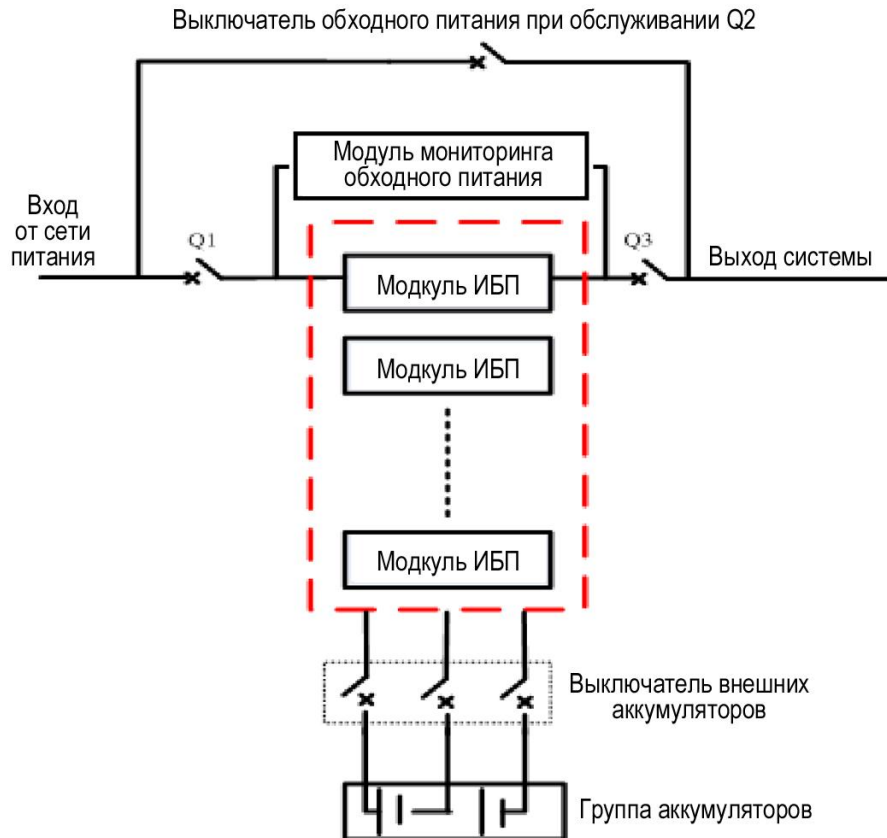 Выключатель обходного питания при обслуживании Q2
Модуль мониторинга
обходного питания
Вход
от сети
питания
Q1
Q3
Выход системы
Модкуль ИБП
Модкуль ИБП
Модкуль ИБП
Выключатель внешних
аккумуляторов
Группа аккумуляторов